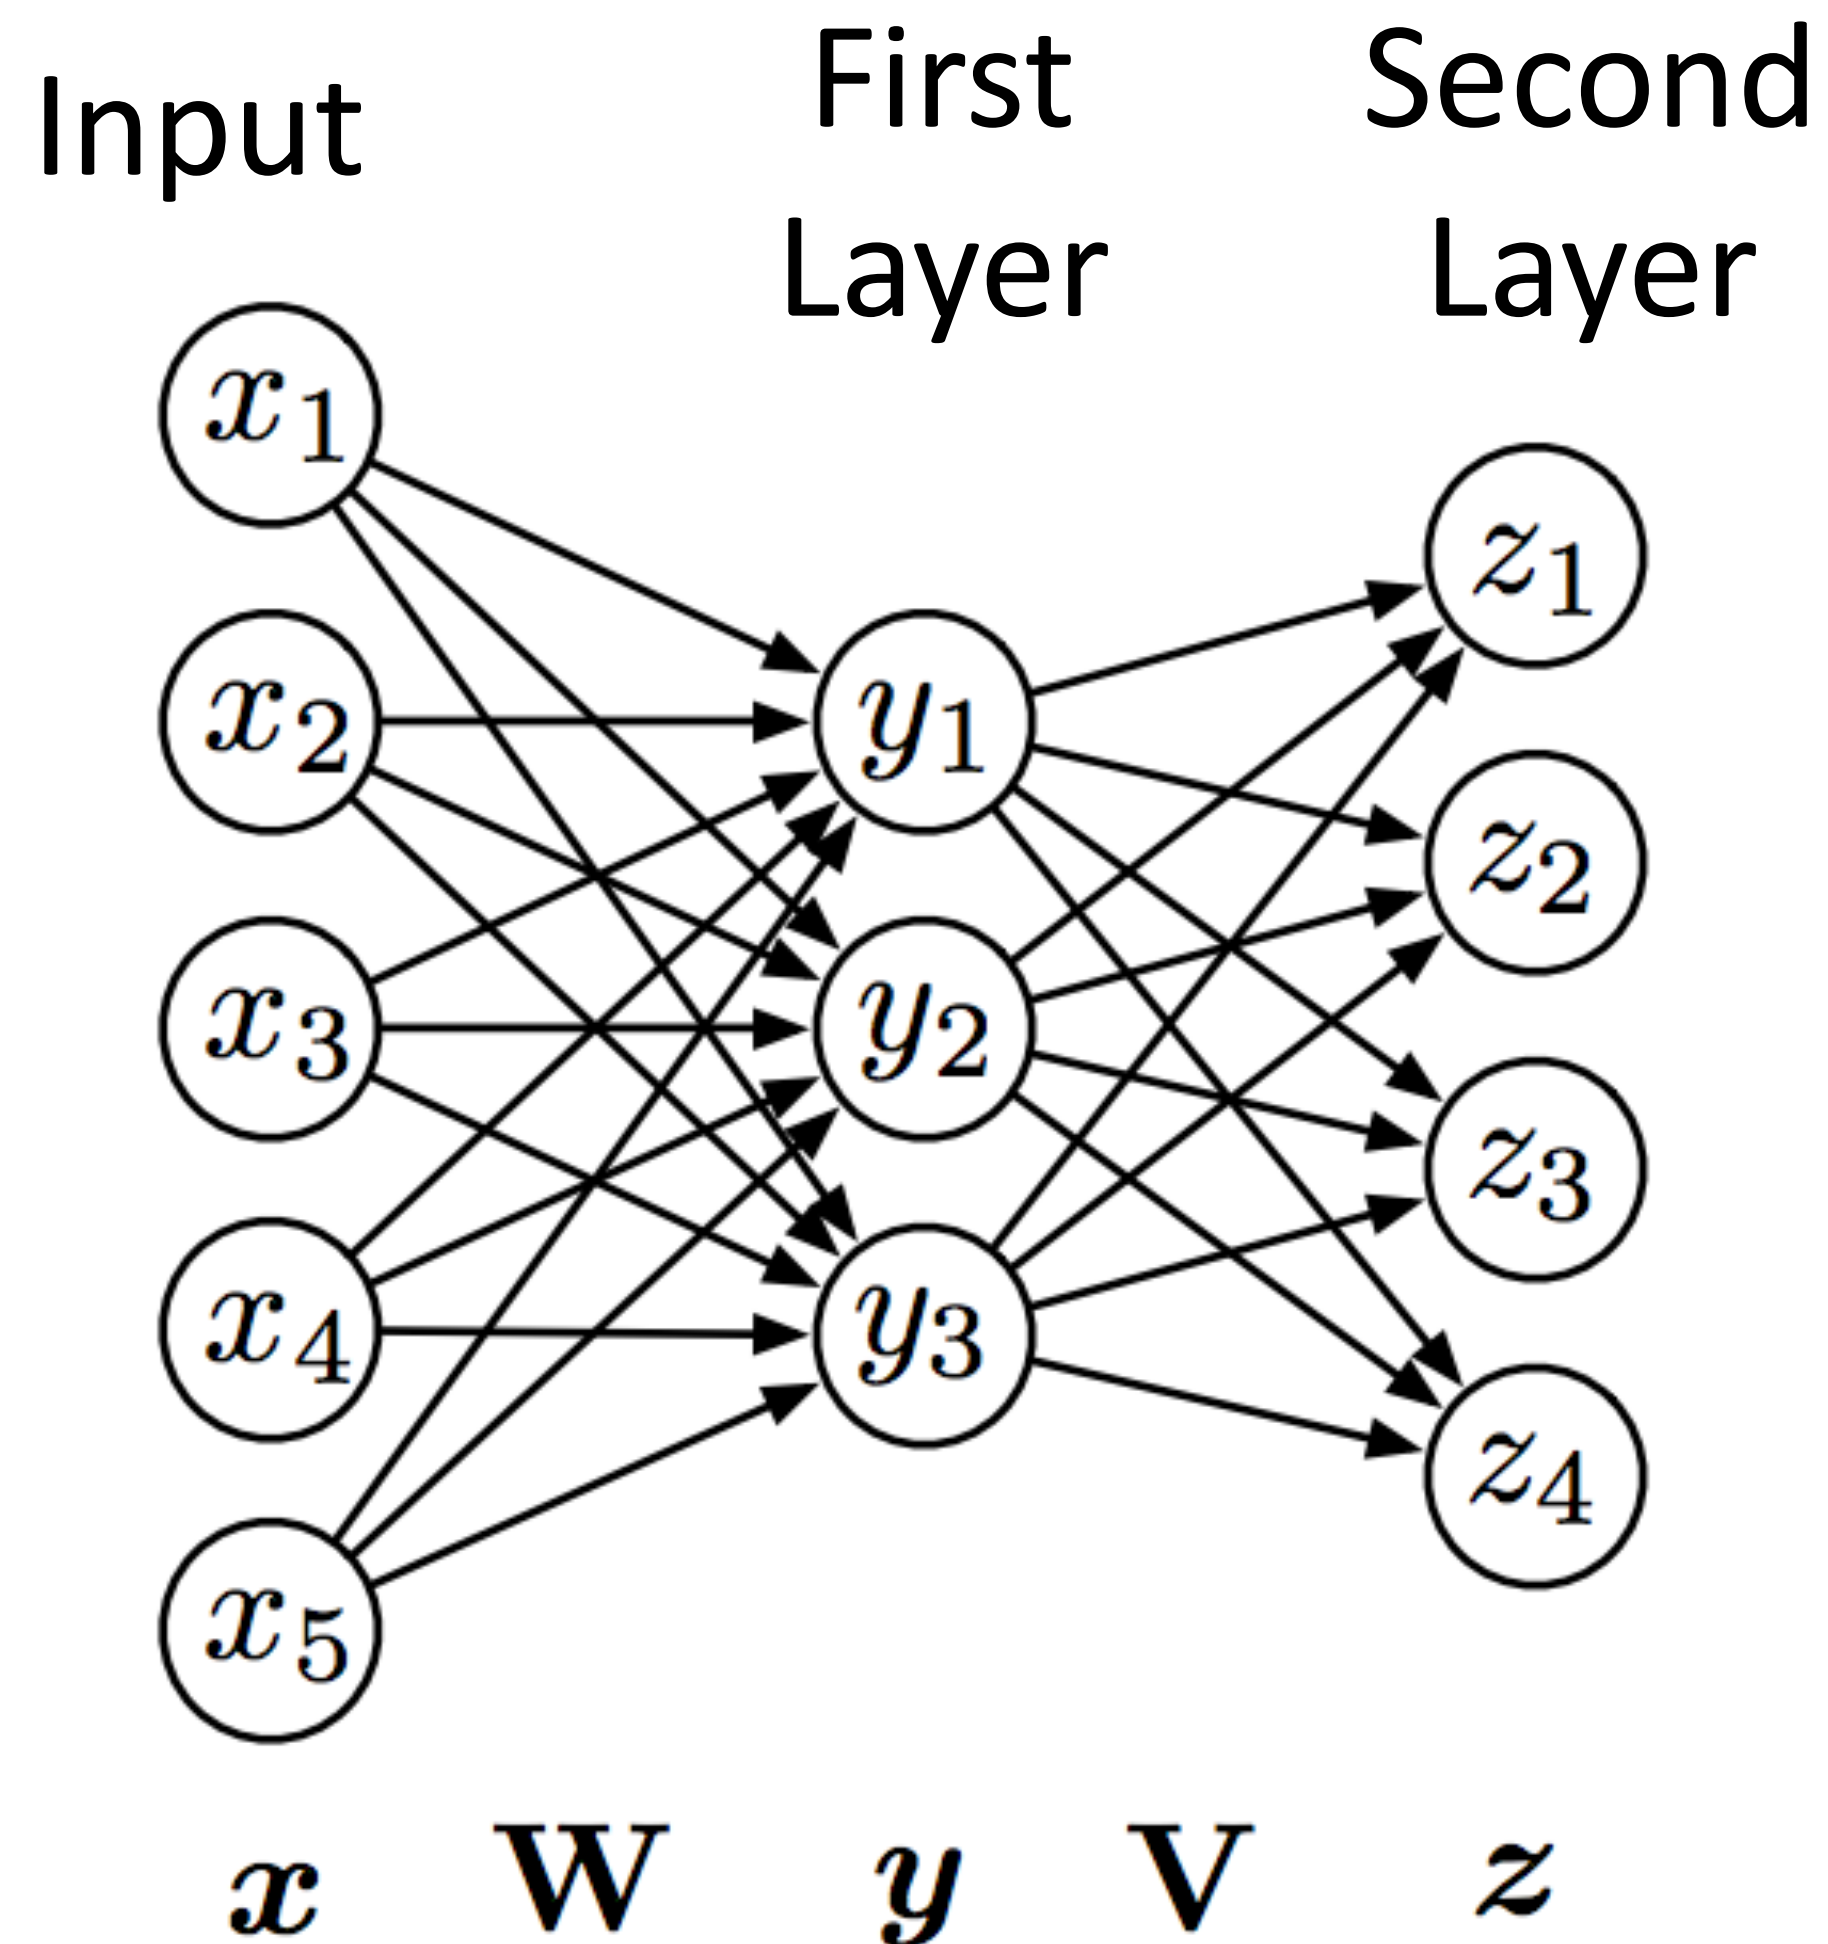 Input
First
Layer
Second
Layer
x1
x2
x3
x4
x5
y1
y2
y3
z1
z2
z3
z4
x W y V z